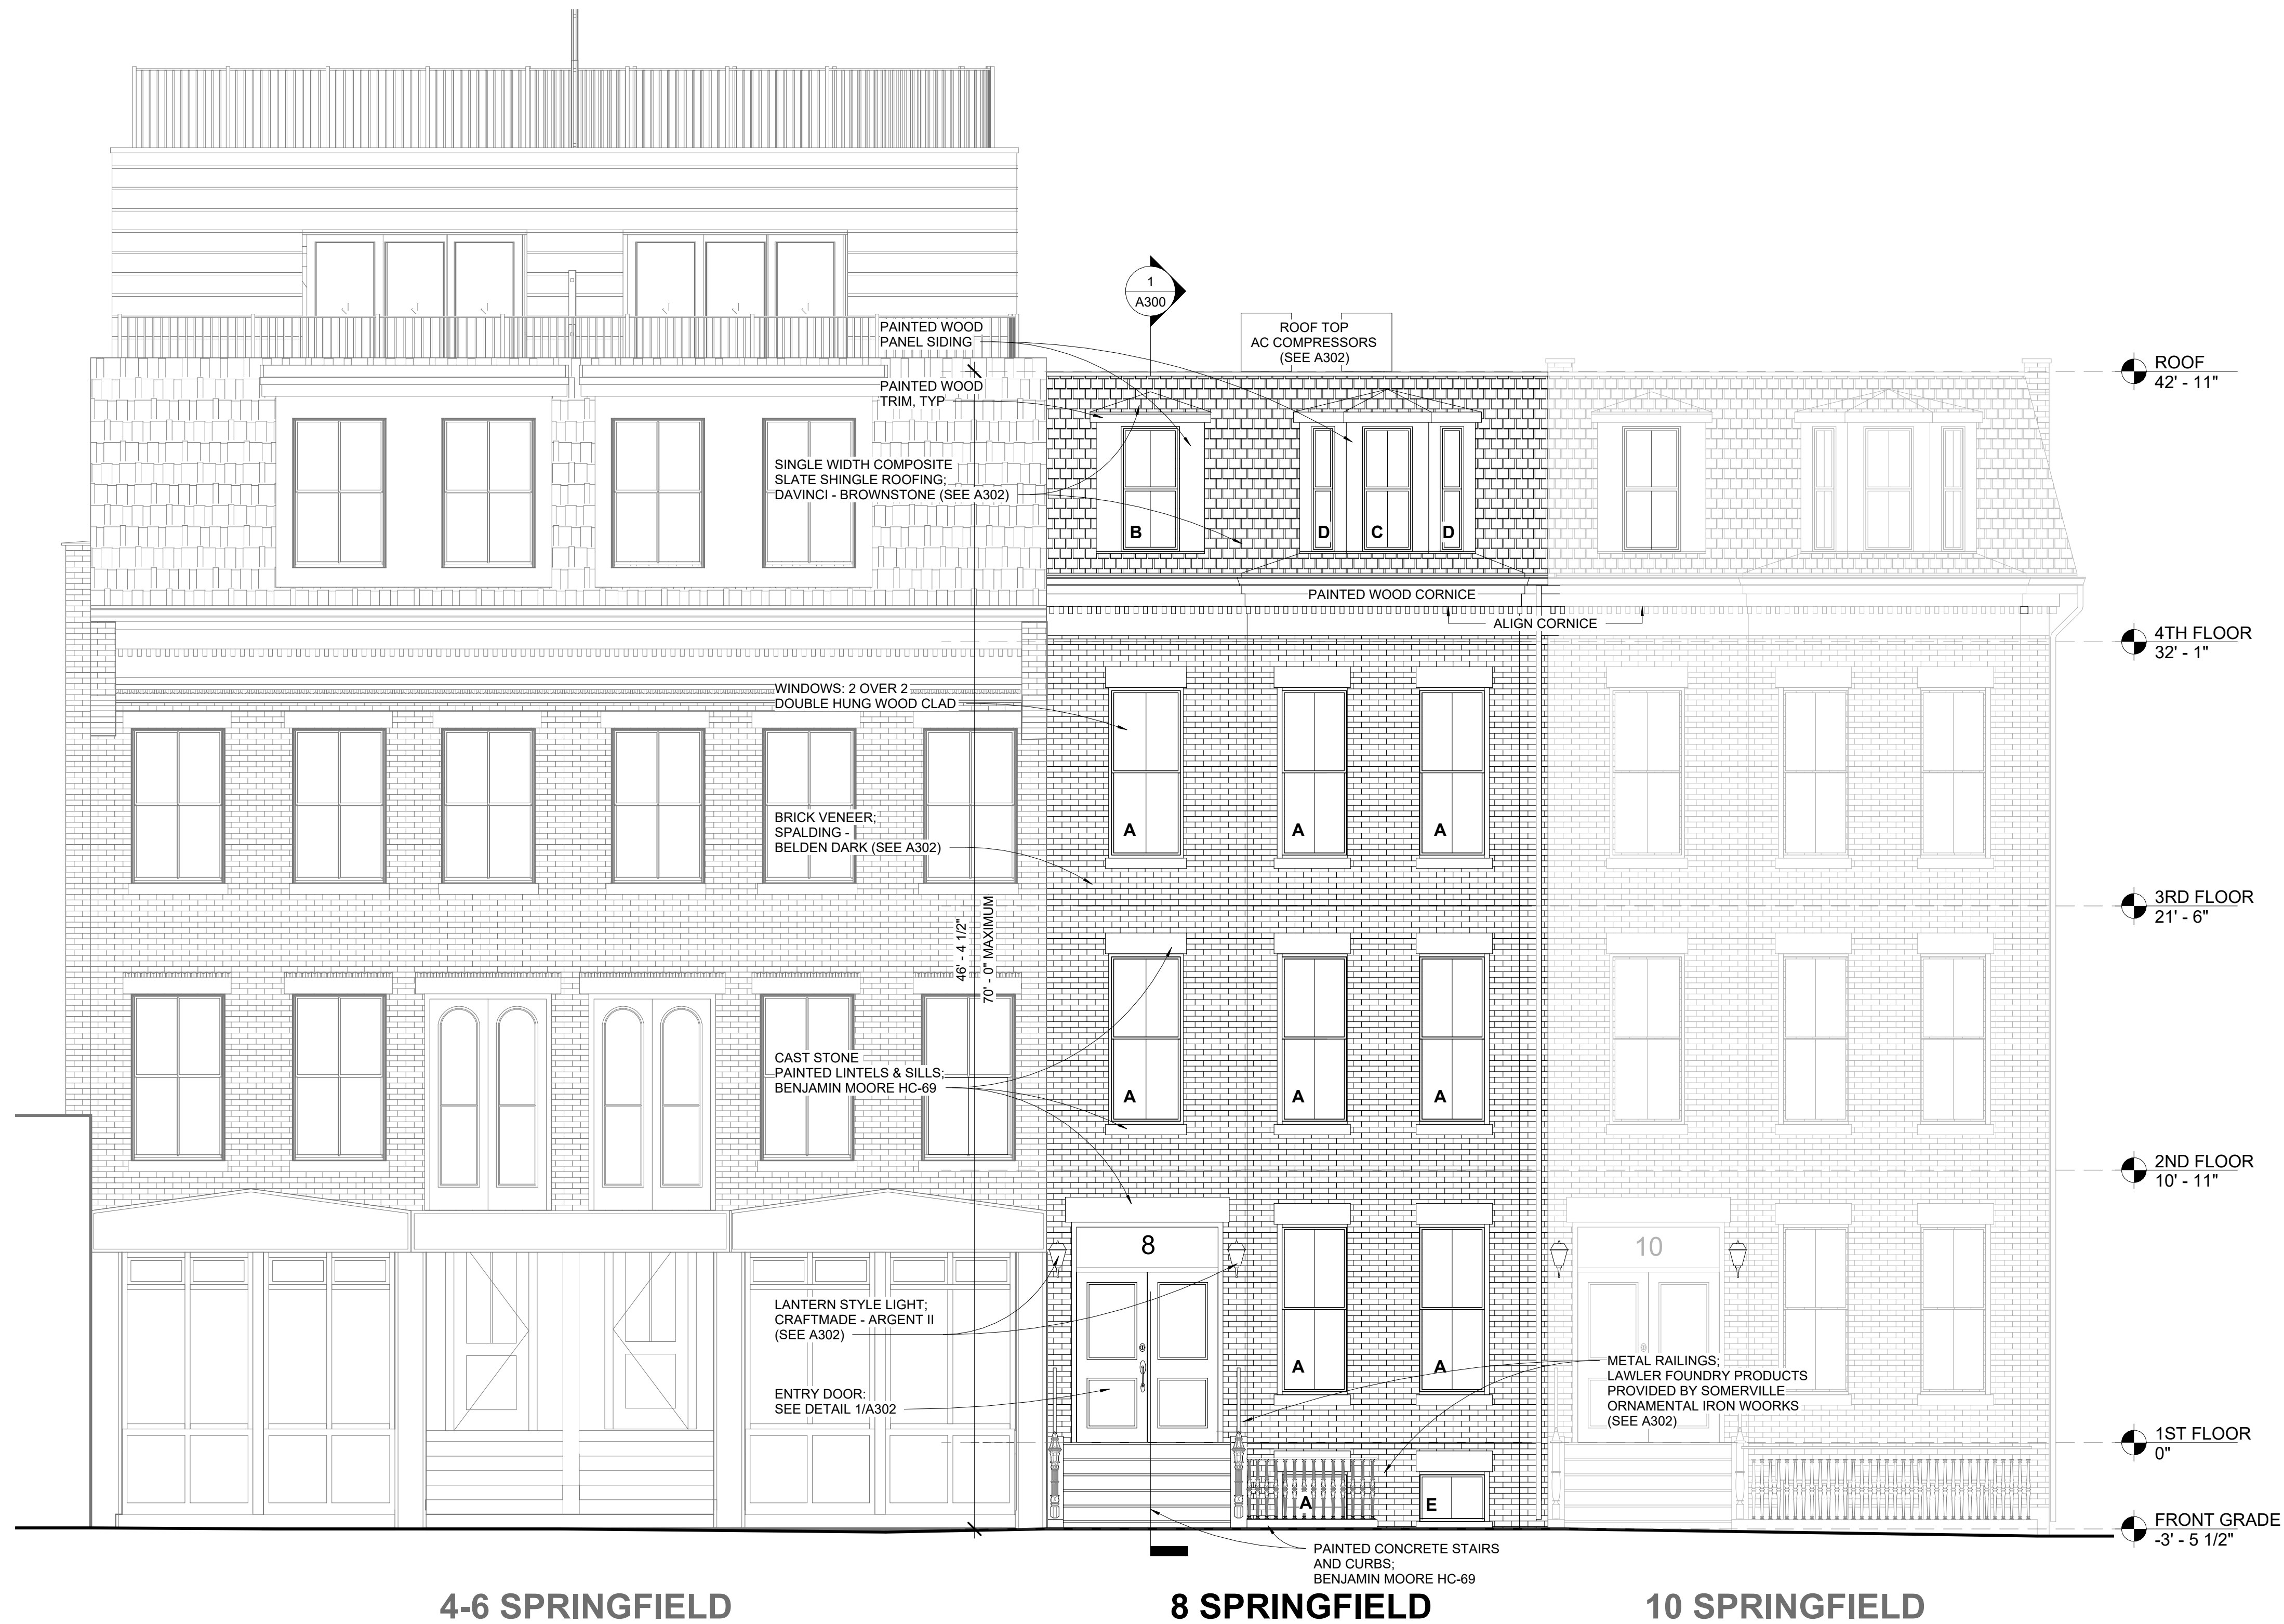 1
A300
PAINTED WOOD
PANEL SIDING
ROOF TOP
AC COMPRESSORS
(SEE A302)
ROOF
42' - 11"
PAINTED WOOD
TRIM, TYP
SINGLE WIDTH COMPOSITE
SLATE SHINGLE ROOFING;
DAVINCI - BROWNSTONE (SEE A302)
B
D
C
D
PAINTED WOOD CORNICE
ALIGN CORNICE
4TH FLOOR
32' - 1"
WINDOWS: 2 OVER 2
DOUBLE HUNG WOOD CLAD
BRICK VENEER;
SPALDING -
BELDEN DARK (SEE A302)
A
A
A
3RD FLOOR
21' - 6"
46' - 4 1/2"
70' - 0" MAXIMUM
CAST STONE
PAINTED LINTELS & SILLS;
BENJAMIN MOORE HC-69
A
A
A
2ND FLOOR
10' - 11"
8
10
LANTERN STYLE LIGHT;
CRAFTMADE - ARGENT II
(SEE A302)
A
A
METAL RAILINGS;
LAWLER FOUNDRY PRODUCTS
PROVIDED BY SOMERVILLE
ORNAMENTAL IRON WOORKS
(SEE A302)
ENTRY DOOR:
SEE DETAIL 1/A302
1ST FLOOR
0"
A
E
FRONT GRADE
-3' - 5 1/2"
PAINTED CONCRETE STAIRS
AND CURBS;
BENJAMIN MOORE HC-69
4-6 SPRINGFIELD
8 SPRINGFIELD
10 SPRINGFIELD